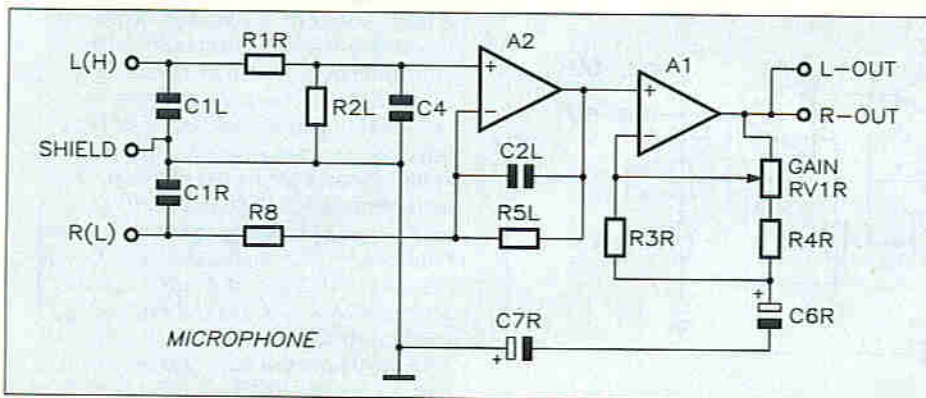 R1R
A2
L(H)
+
A1
L-OUT
C1L
R2L
C4
−
+
R-OUT
SHIELD
C2L
−
GAIN
RV1R
C1R
R8
R5L
R3R
R4R
R(L)
+
C6R
MICROPHONE
C7R
+